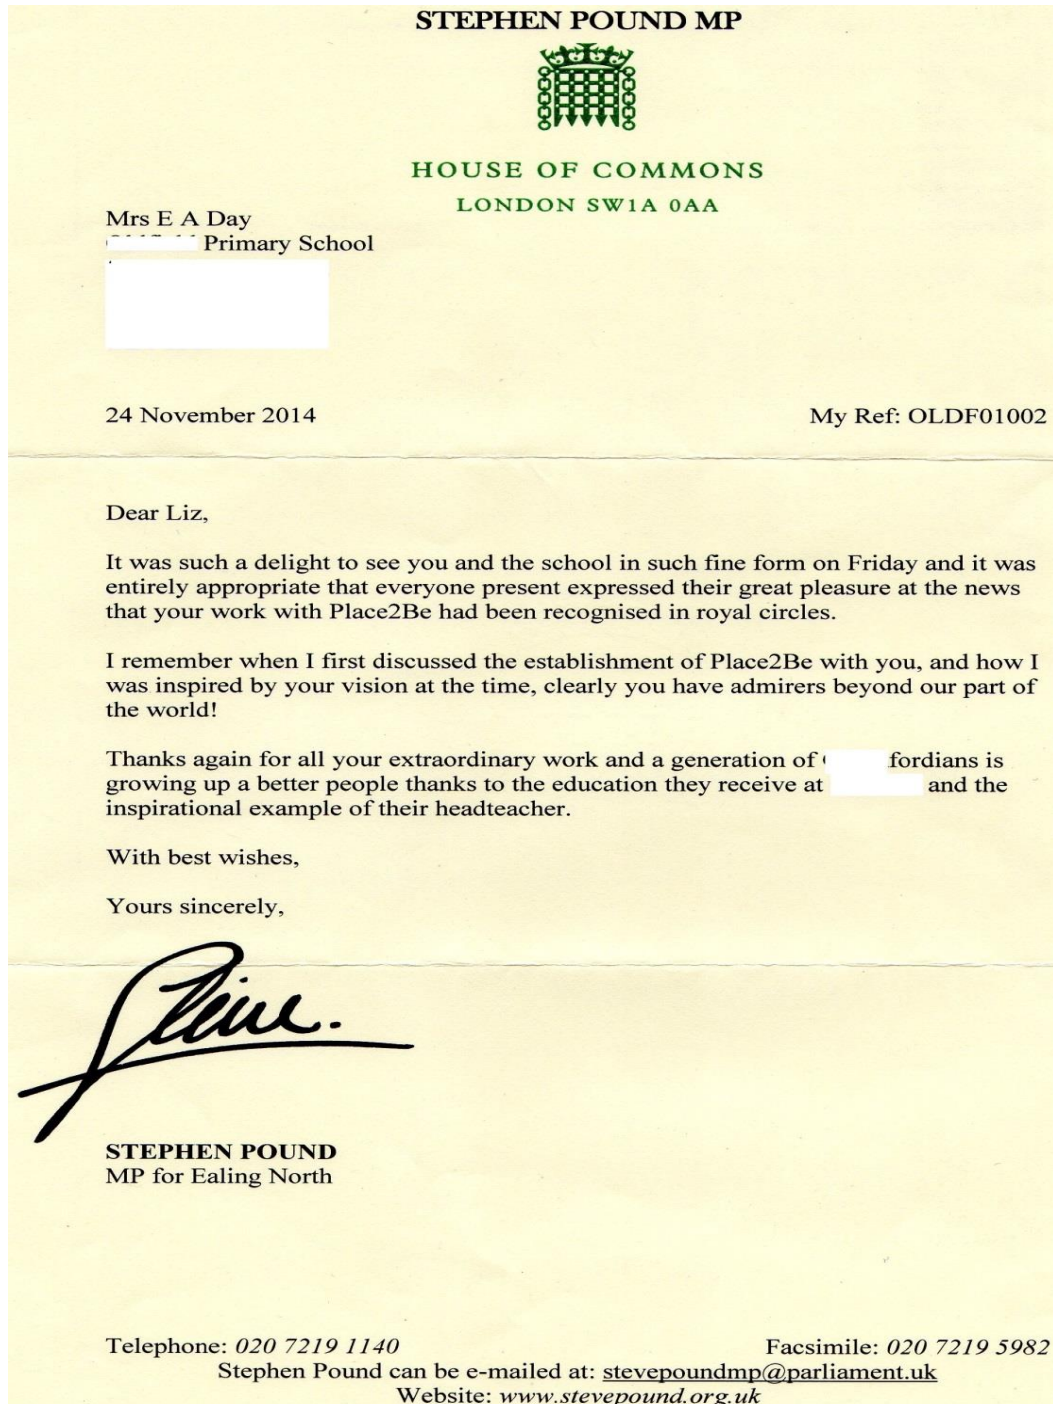 STEPHEN POUND MP
HOUSE OF COMMONS
LONDON SW1A 0AA
Mrs E A Day
Primary School
24 November 2014 My Ref: OLDF01002
Dear Liz,
It was such a delight to see you and the school in such fine form on Friday and it was
entirely appropriate that everyone present expressed their great pleasure at the news
that your work with Place2Be had been recognised in royal circles.
I remember when I first discussed the establishment of Place2Be with you, and how I
was inspired by your vision at the time, clearly you have admirers beyond our part of
the world!
Thanks again for all your extraordinary work and a generation of fordians is
growing up a better people thanks to the education they receive at and the
inspirational example of their headteacher.
With best wishes,
Yours sincerely,
Steve.
STEPHEN POUND
MP for Ealing North
Telephone: 020 7219 1140 Facsimile: 020 7219 5982
Stephen Pound can be e-mailed at: stevepoundmp@parliament.uk
Website: www.stevepound.org.uk